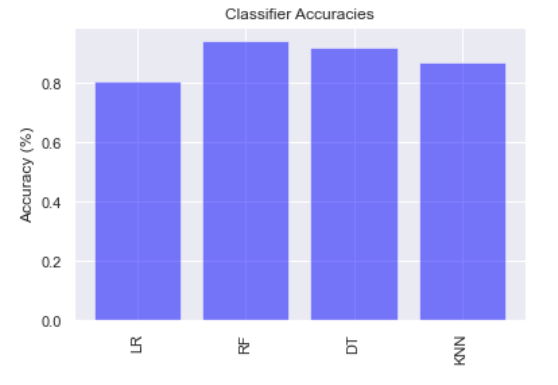 Classifier Accuracies
Accuracy (%)
0.8
0.6
0.4
0.2
0.0
LR
RF
DT
KNN